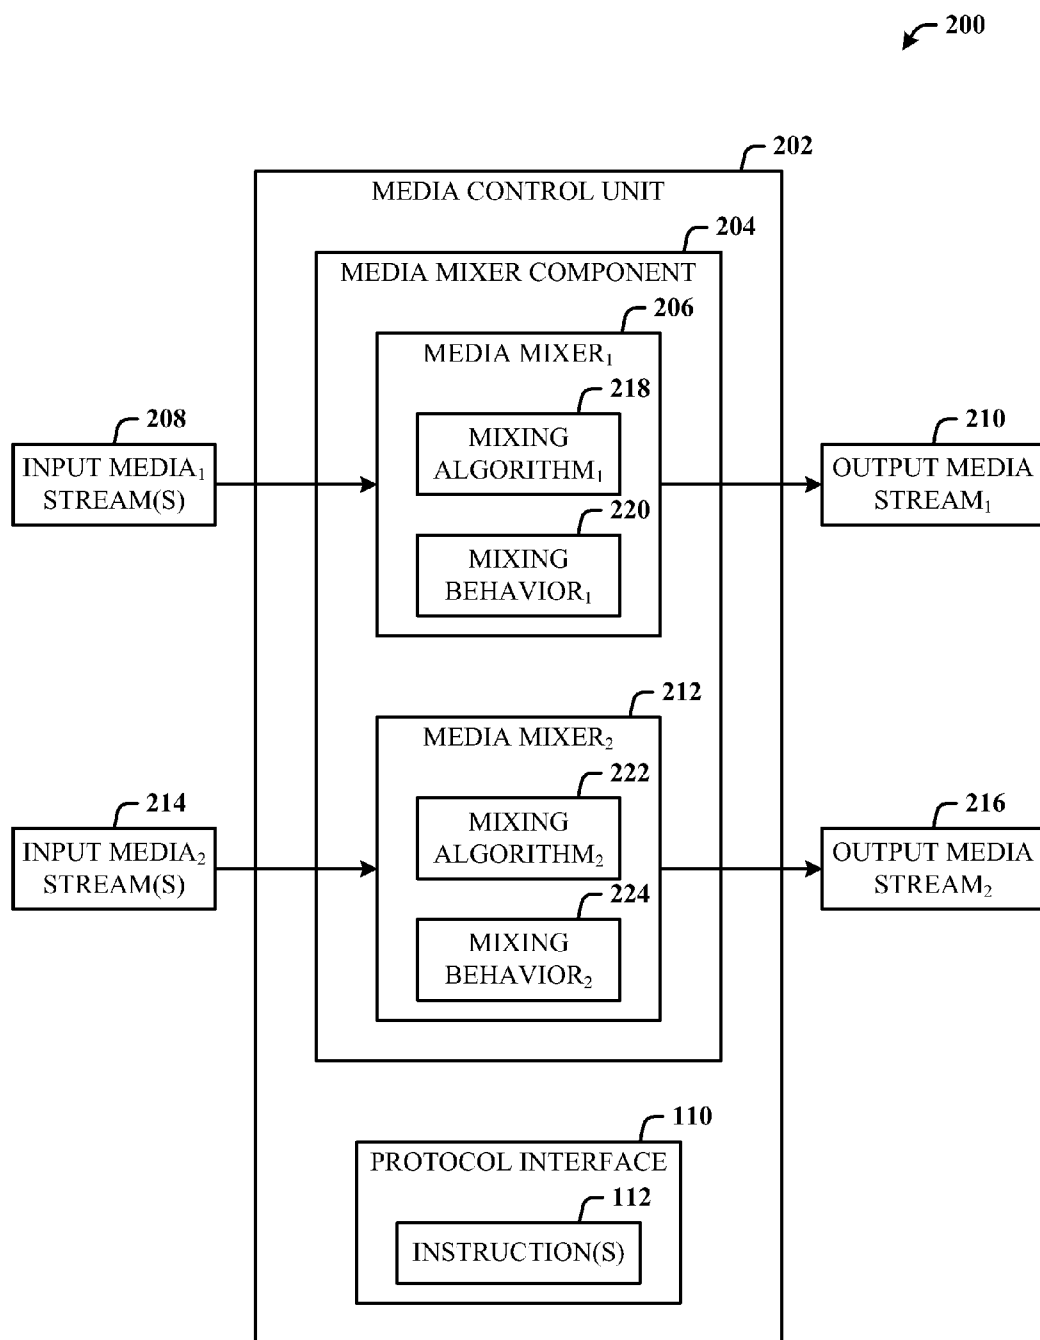 200
202
MEDIA CONTROL UNIT
204
MEDIA MIXER COMPONENT
206
MEDIA MIXER₁
218
MIXING
ALGORITHM₁
220
MIXING
BEHAVIOR₁
208
INPUT MEDIA₁
STREAM(S)
210
OUTPUT MEDIA
STREAM₁
212
MEDIA MIXER₂
222
MIXING
ALGORITHM₂
224
MIXING
BEHAVIOR₂
214
INPUT MEDIA₂
STREAM(S)
216
OUTPUT MEDIA
STREAM₂
110
PROTOCOL INTERFACE
112
INSTRUCTION(S)